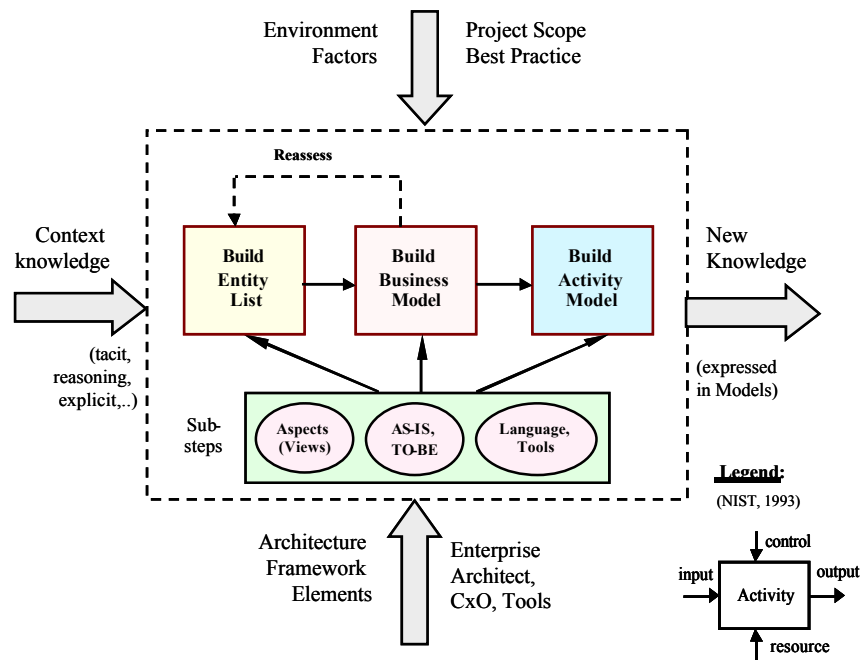 Environment
Factors
Project Scope
Best Practice
Reassess
Context
knowledge
(tacit,
reasoning,
explicit,..)
Build
Entity
List
Build
Business
Model
Build
Activity
Model
New
Knowledge
(expressed
in Models)
Sub-
steps
Aspects
(Views)
AS-IS,
TO-BE
Language,
Tools
Architecture
Framework
Elements
Enterprise
Architect,
CxO, Tools
Legend:
(NIST, 1993)
control
input
Activity
output
resource